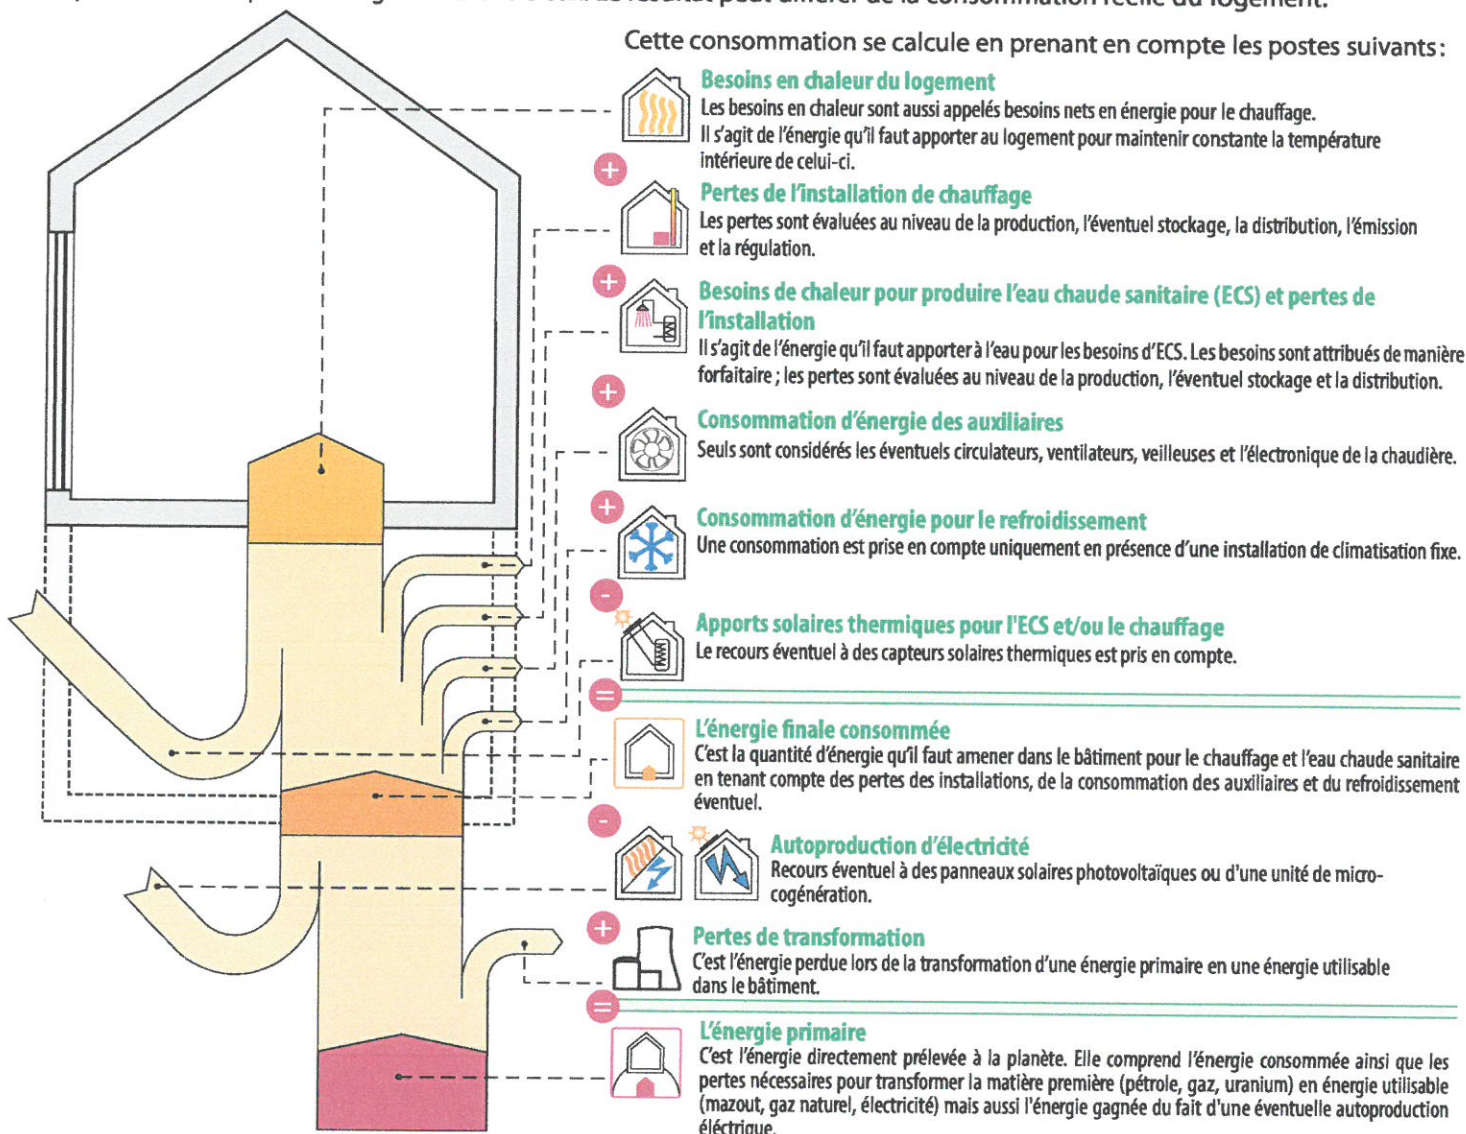 Le résultat peut différer de la consommation réelle du logement.
Cette consommation se calcule en prenant en compte les postes suivants :
Besoins en chaleur du logement
Les besoins en chaleur sont aussi appelés besoins nets en énergie pour le chauffage.
Il s'agit de l'énergie qu'il faut apporter au logement pour maintenir constante la température
intérieure de celui-ci.
+
Pertes de l'installation de chauffage
Les pertes sont évaluées au niveau de la production, l'éventuel stockage, la distribution, l'émission
et la régulation.
+
Besoins de chaleur pour produire l'eau chaude sanitaire (ECS) et pertes de
l'installation
Il s'agit de l'énergie qu'il faut apporter à l'eau pour les besoins d'ECS. Les besoins sont attribués de manière
forfaitaire ; les pertes sont évaluées au niveau de la production, l'éventuel stockage et la distribution.
+
Consommation d'énergie des auxiliaires
Seuls sont considérés les éventuels circulateurs, ventilateurs, veilleuses et l'électronique de la chaudière.
+
Consommation d'énergie pour le refroidissement
Une consommation est prise en compte uniquement en présence d'une installation de climatisation fixe.
-
Apports solaires thermiques pour l'ECS et/ou le chauffage
Le recours éventuel à des capteurs solaires thermiques est pris en compte.
=
L'énergie finale consommée
C'est la quantité d'énergie qu'il faut amener dans le bâtiment pour le chauffage et l'eau chaude sanitaire
en tenant compte des pertes des installations, de la consommation des auxiliaires et du refroidissement
éventuel.
-
Autoproduction d'électricité
Recours éventuel à des panneaux solaires photovoltaïques ou d'une unité de micro-
cogénération.
+
Pertes de transformation
C'est l'énergie perdue lors de la transformation d'une énergie primaire en une énergie utilisable
dans le bâtiment.
=
L'énergie primaire
C'est l'énergie directement prélevée à la planète. Elle comprend l'énergie consommée ainsi que les
pertes nécessaires pour transformer la matière première (pétrole, gaz, uranium) en énergie utilisable
(mazout, gaz naturel, électricité) mais aussi l'énergie gagnée du fait d'une éventuelle autoproduction
éléctrique.